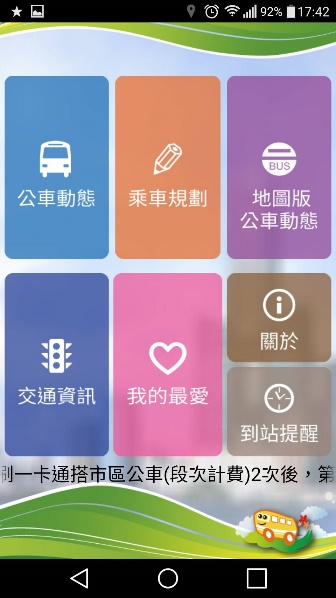 92% 17:42
公車動態
乘車規劃
BUS
地圖版
公車動態
交通資訊
我的最愛
關於
到站提醒
刷一卡通搭市區公車(段次計費)2次後，第